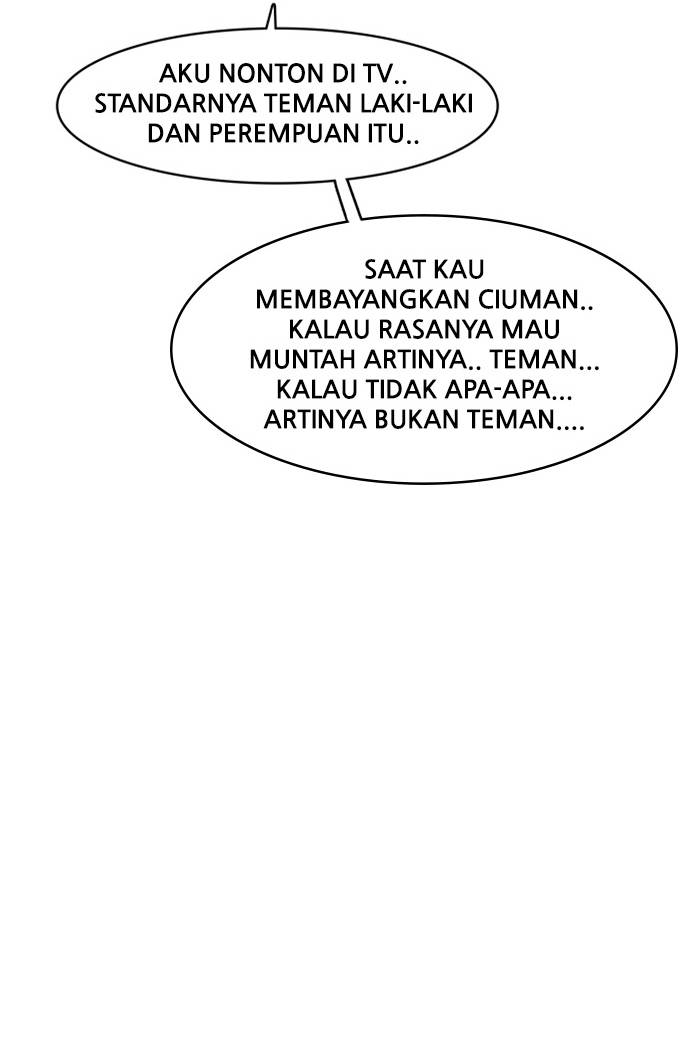 AKU NONTON DI TV..
STANDARNYA TEMAN LAKI-LAKI
DAN PEREMPUAN ITU..
SAAT KAU
MEMBAYANGKAN CIUMAN..
KALAU RASANYA MAU
MUNTAH ARTINYA.. TEMAN...
KALAU TIDAK APA-APA...
ARTINYA BUKAN TEMAN....